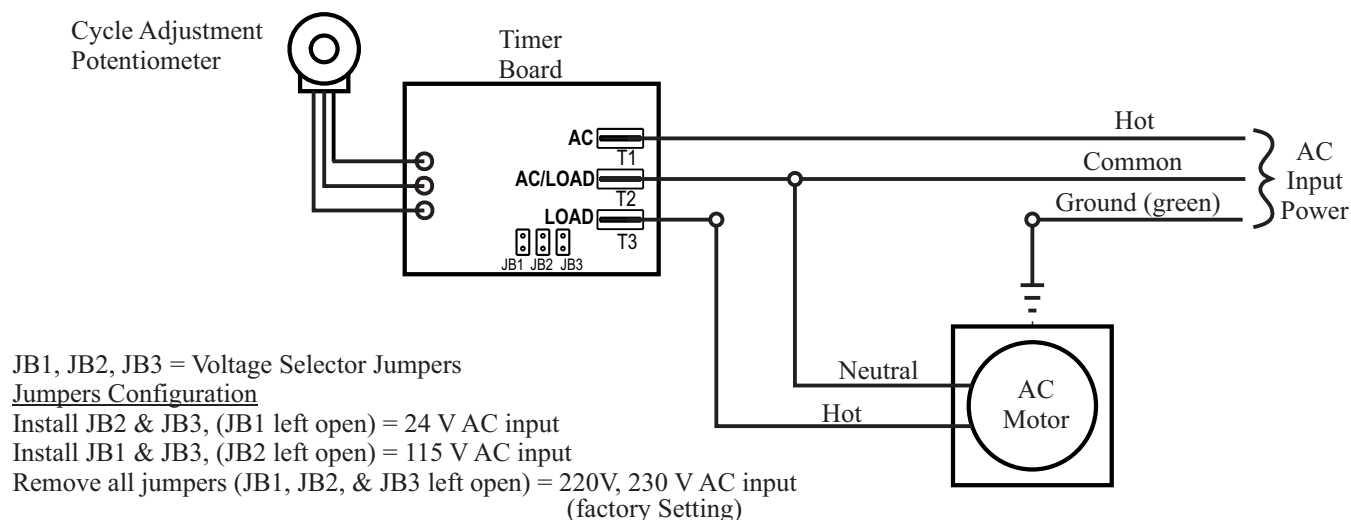 Cycle Adjustment
Potentiometer
Timer
Board
AC
T1
AC/LOAD
T2
LOAD
T3
JB1 JB2 JB3
Hot
Common
Ground (green)
AC
Input
Power
Neutral
Hot
AC
Motor
JB1, JB2, JB3 = Voltage Selector Jumpers
Jumpers Configuration
Install JB2 & JB3, (JB1 left open) = 24 V AC input
Install JB1 & JB3, (JB2 left open) = 115 V AC input
Remove all jumpers (JB1, JB2, & JB3 left open) = 220V, 230 V AC input
(factory Setting)